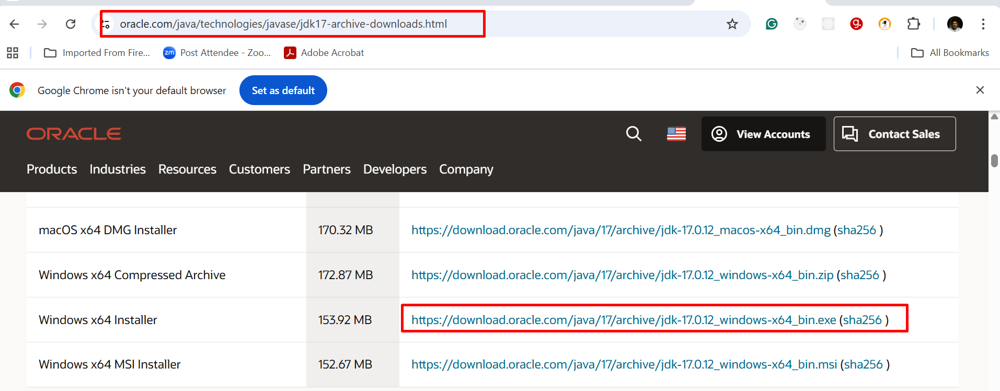 oracle.com/java/technologies/javase/jdk17-archive-downloads.html
Imported From Fire...
zm
Post Attendee - Zoo...
Adobe Acrobat
All Bookmarks
Google Chrome isn't your default browser
Set as default
ORACLE
View Accounts
Contact Sales
Products Industries Resources Customers Partners Developers Company
macOS x64 DMG Installer 170.32 MB https://download.oracle.com/java/17/archive/jdk-17.0.12_macos-x64_bin.dmg (sha256 )
Windows x64 Compressed Archive 172.87 MB https://download.oracle.com/java/17/archive/jdk-17.0.12_windows-x64_bin.zip (sha256 )
Windows x64 Installer 153.92 MB https://download.oracle.com/java/17/archive/jdk-17.0.12_windows-x64_bin.exe (sha256 )
Windows x64 MSI Installer 152.67 MB https://download.oracle.com/java/17/archive/jdk-17.0.12_windows-x64_bin.msi (sha256 )